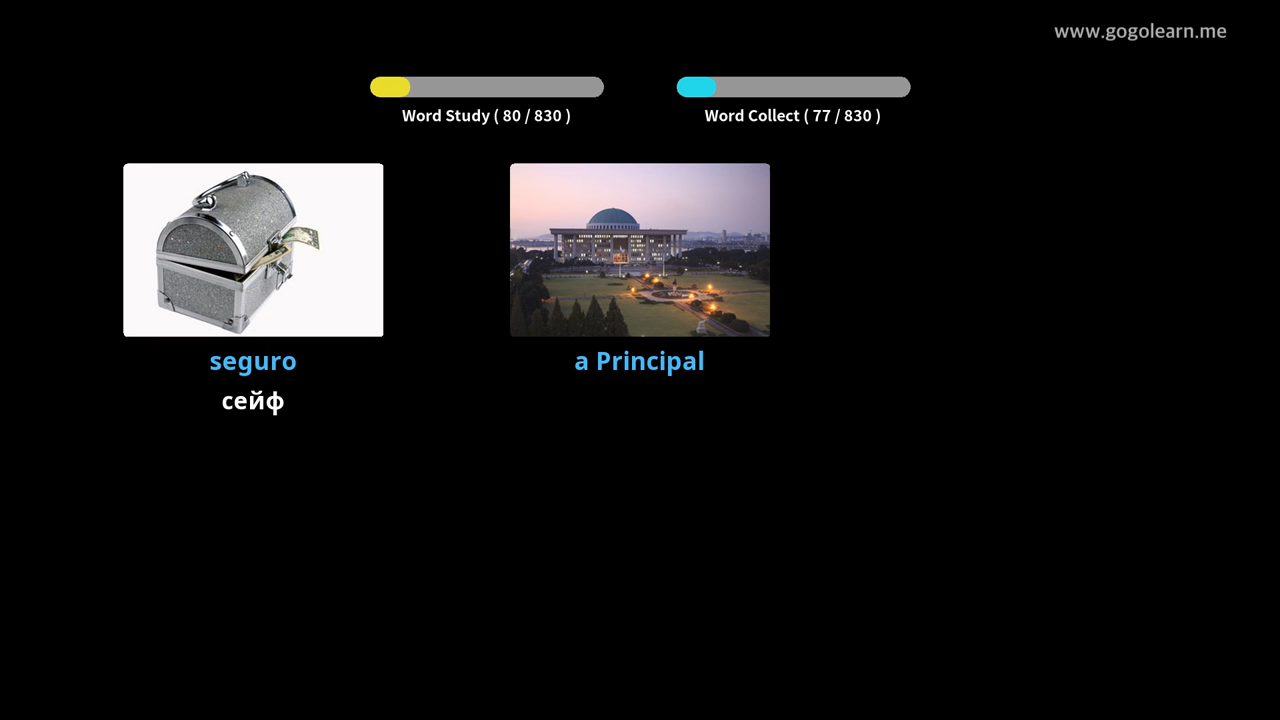 www.gogolearn.me
Word Study ( 80 / 830 )
Word Collect ( 77 / 830 )
seguro
сейф
a Principal